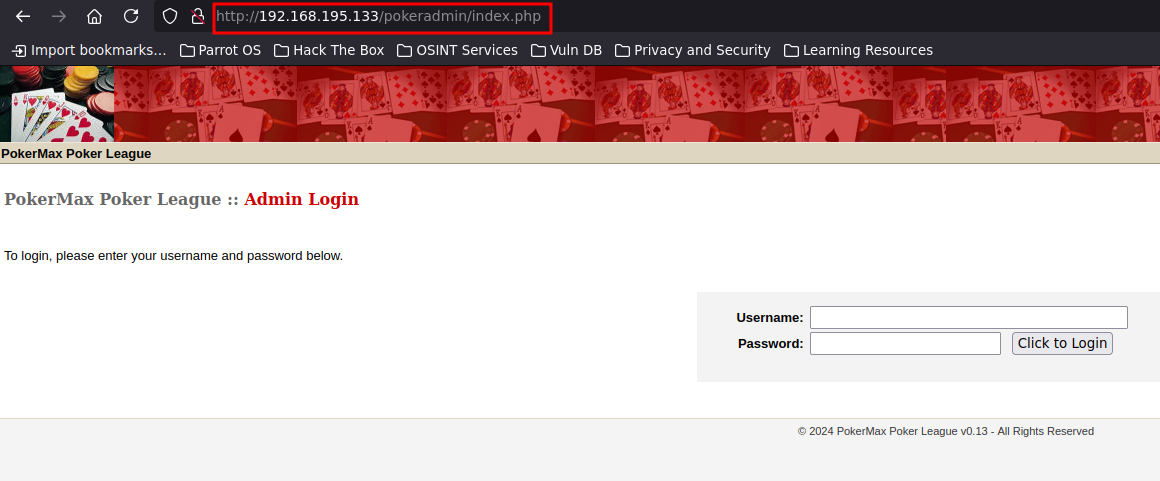 http://192.168.195.133/pokeradmin/index.php
Import bookmarks… Parrot OS Hack The Box OSINT Services Vuln DB Privacy and Security Learning Resources
PokerMax Poker League
PokerMax Poker League :: Admin Login
To login, please enter your username and password below.
Username:
Password: Click to Login
© 2024 PokerMax Poker League v0.13 - All Rights Reserved